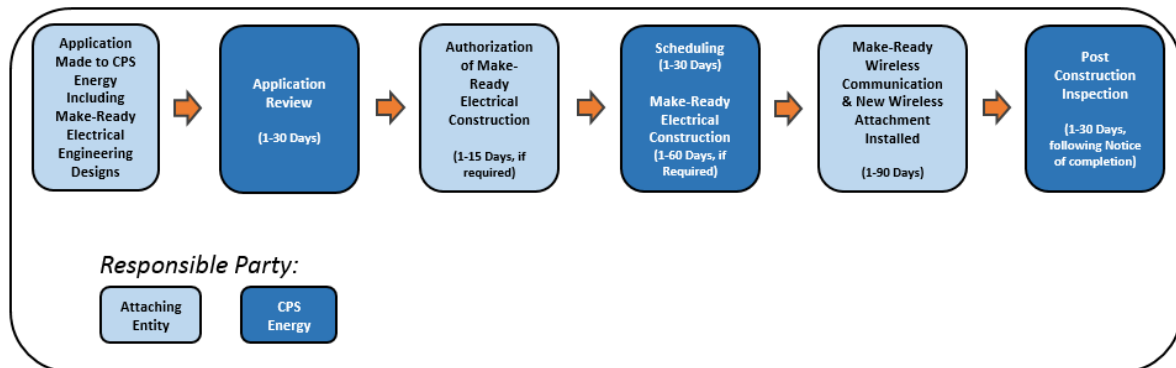 Application
Made to CPS
Energy
Including
Make-Ready
Electrical
Engineering
Designs
Application
Review
(1-30 Days)
Authorization
of Make-
Ready
Electrical
Construction
(1-15 Days, if
required)
Scheduling
(1-30 Days)
Make-Ready
Electrical
Construction
(1-60 Days, if
Required)
Make-Ready
Wireless
Communication
& New Wireless
Attachment
Installed
(1-90 Days)
Post
Construction
Inspection
(1-30 Days,
following Notice
of completion)
Responsible Party:
Attaching
Entity
CPS
Energy